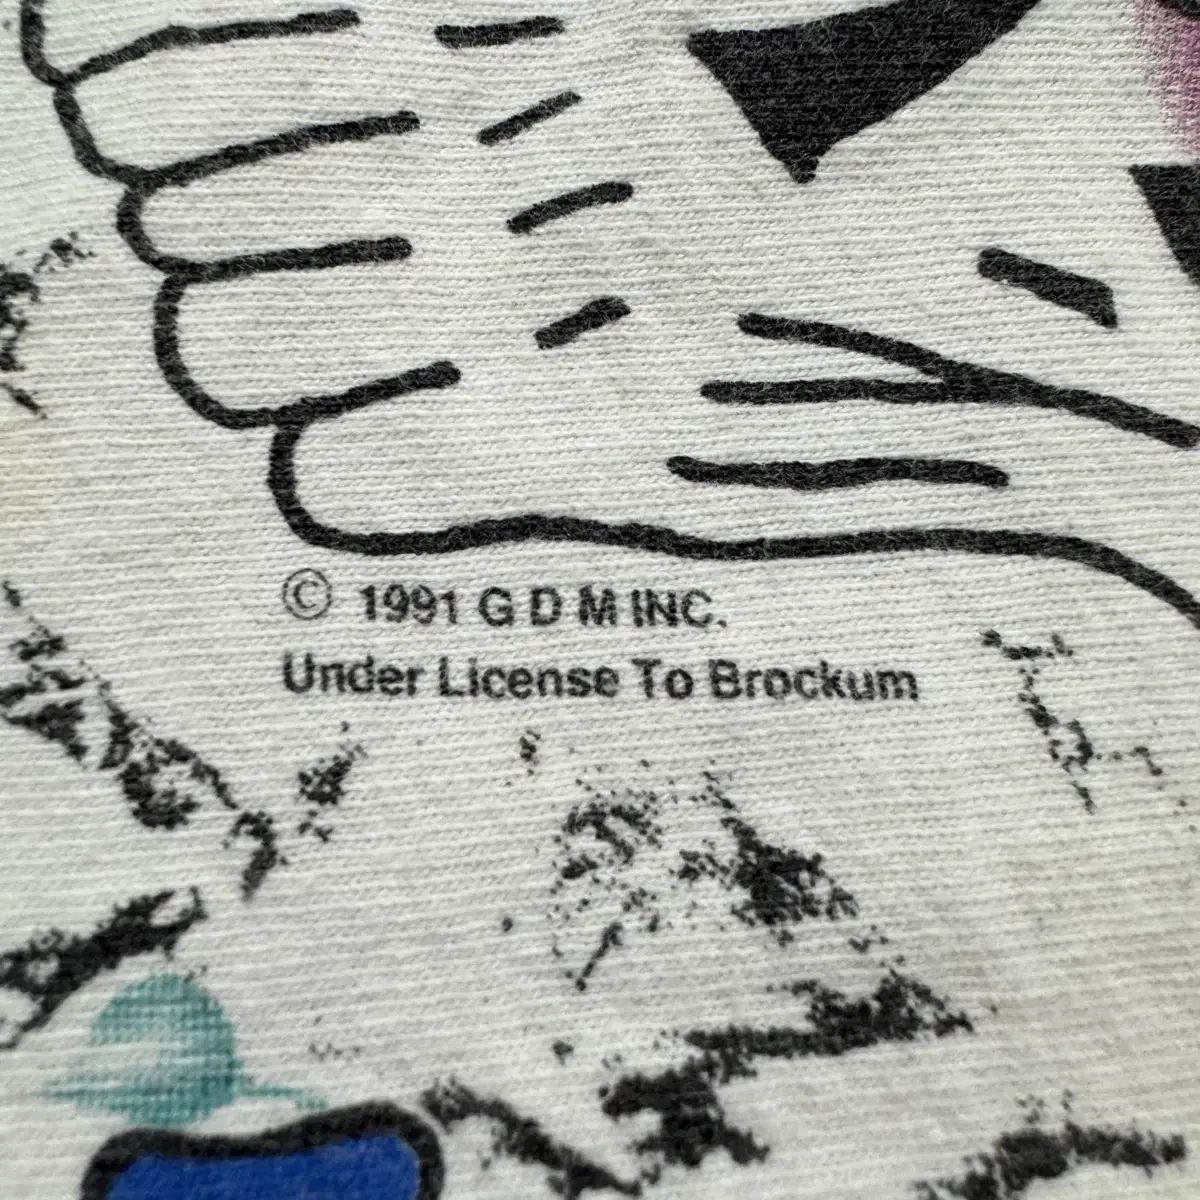 © 1991 G D M INC.
Under License To Brockum